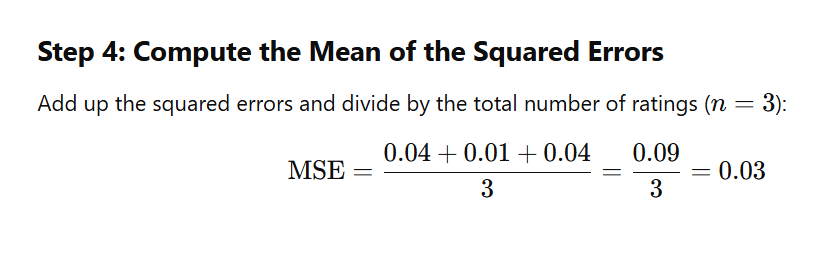 Step 4: Compute the Mean of the Squared Errors
Add up the squared errors and divide by the total number of ratings (n = 3):
MSE = \frac{0.04 + 0.01 + 0.04}{3} = \frac{0.09}{3} = 0.03